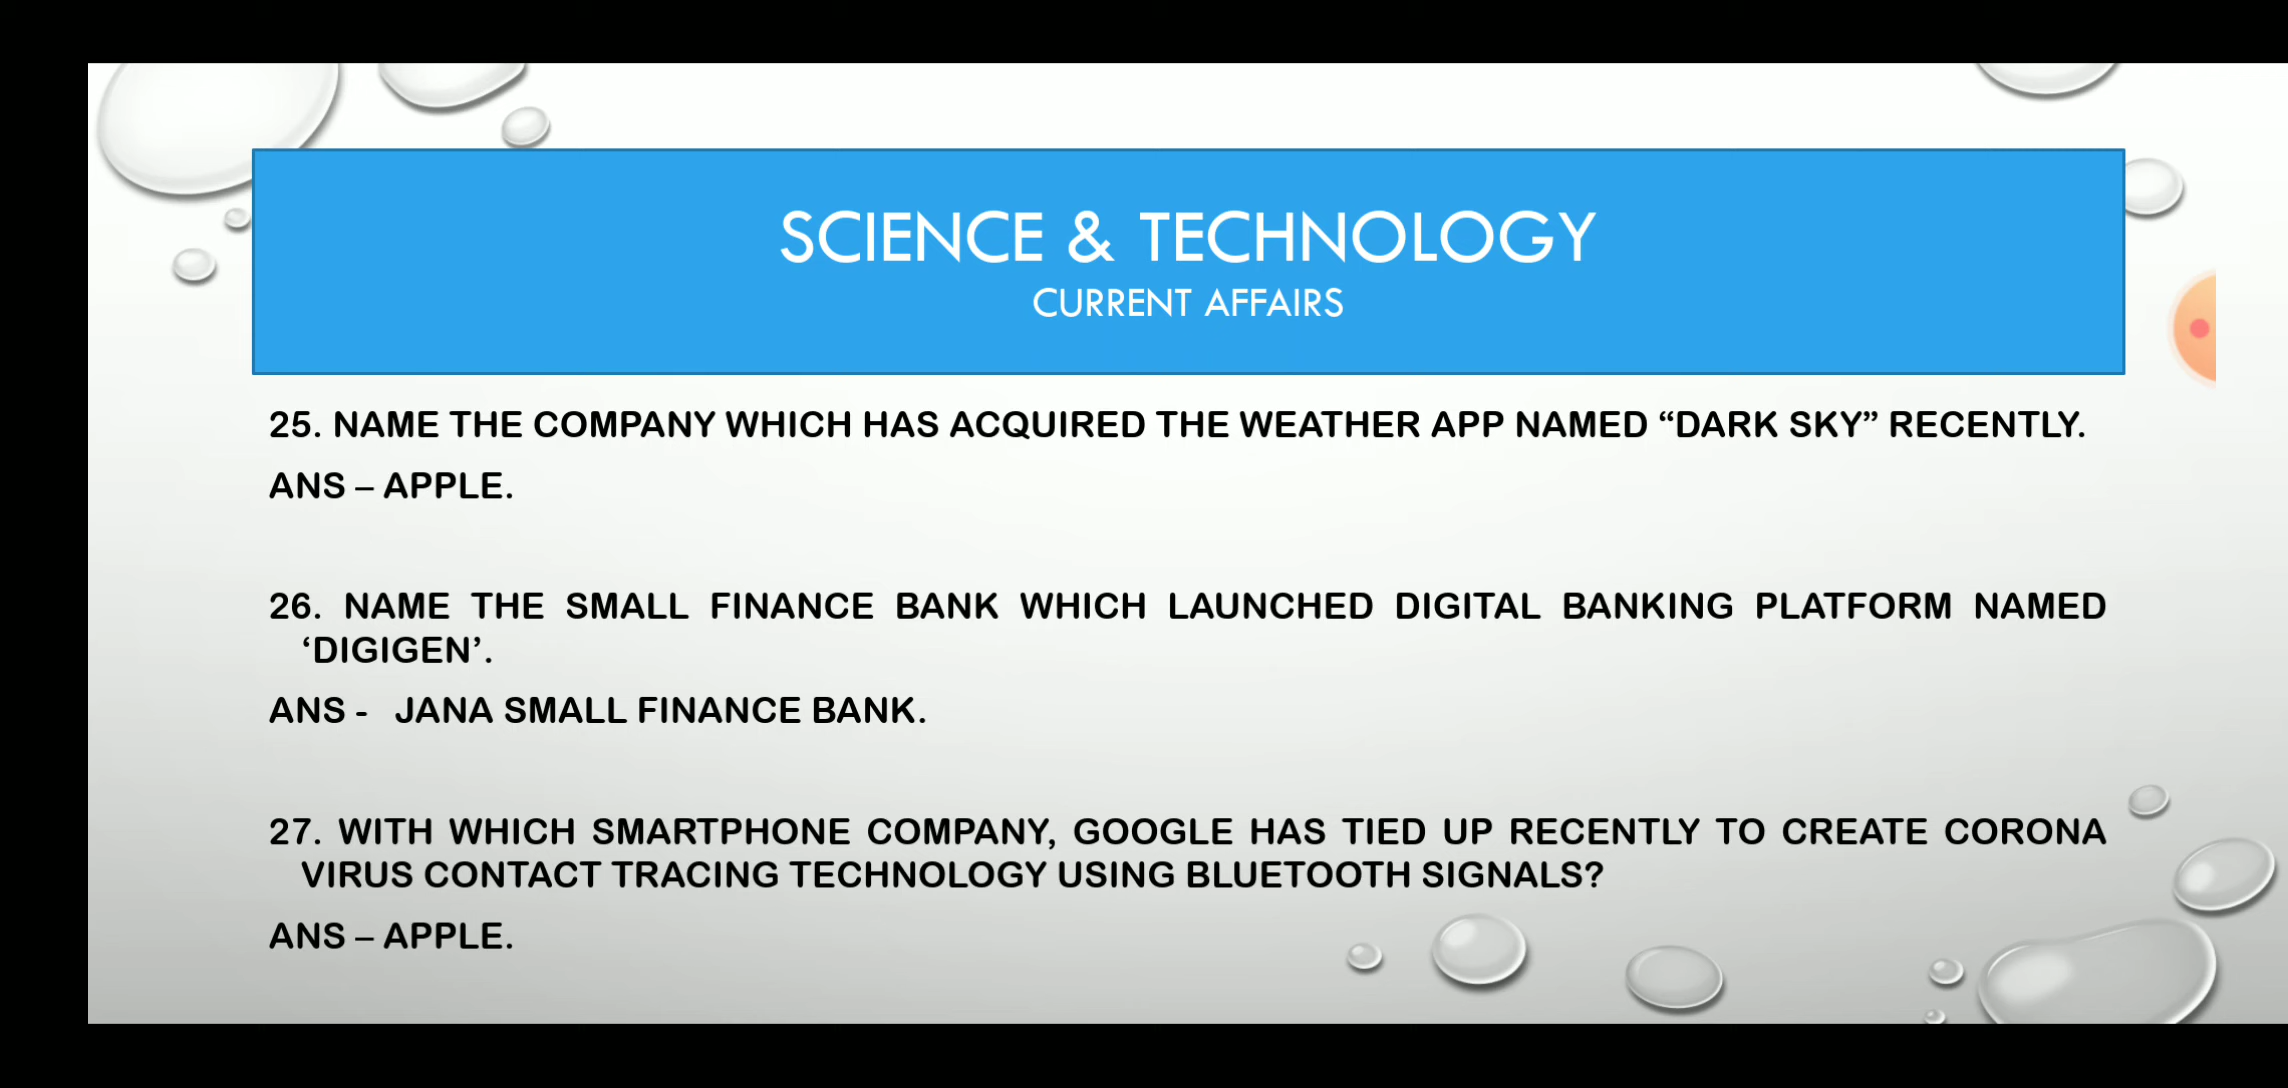 SCIENCE & TECHNOLOGY
CURRENT AFFAIRS
25. NAME THE COMPANY WHICH HAS ACQUIRED THE WEATHER APP NAMED “DARK SKY” RECENTLY.
ANS – APPLE.
26. NAME THE SMALL FINANCE BANK WHICH LAUNCHED DIGITAL BANKING PLATFORM NAMED
‘DIGIGEN’.
ANS - JANA SMALL FINANCE BANK.
27. WITH WHICH SMARTPHONE COMPANY, GOOGLE HAS TIED UP RECENTLY TO CREATE CORONA
VIRUS CONTACT TRACING TECHNOLOGY USING BLUETOOTH SIGNALS?
ANS – APPLE.